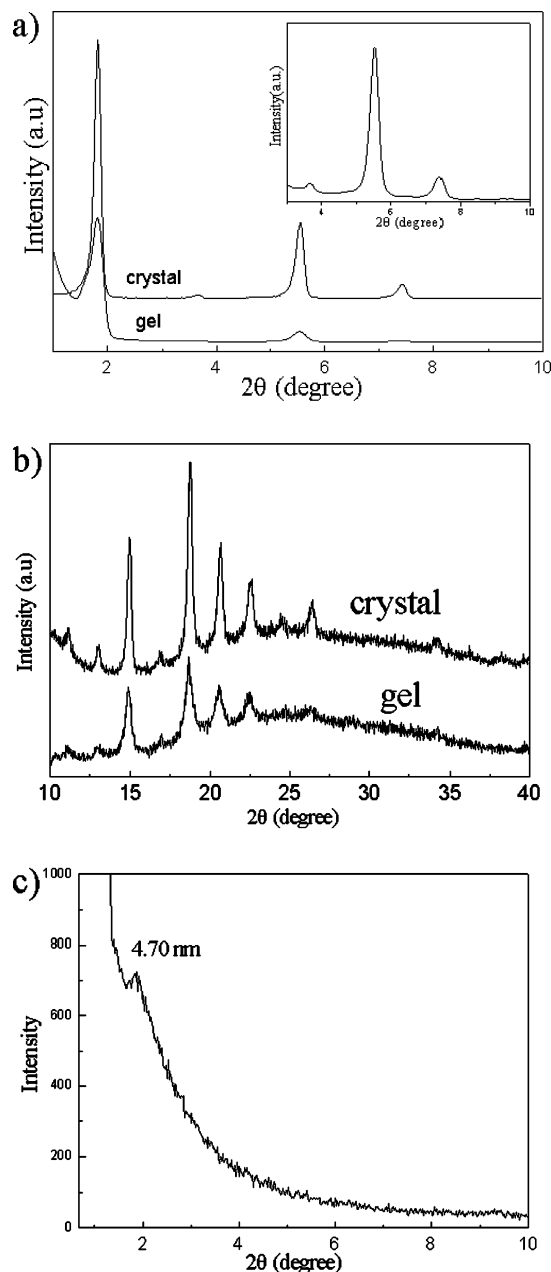 a)
Intensity (a.u)
Intensity(a.u)
4 6 8 10
2θ (degree)
crystal
gel
2 4 6 8 10
2θ (degree)
b)
Intensity (a.u)
crystal
gel
10 15 20 25 30 35 40
2θ (degree)
c)
1000
800
600
400
200
0
Intensity
4.70 nm
2 4 6 8 10
2θ (degree)